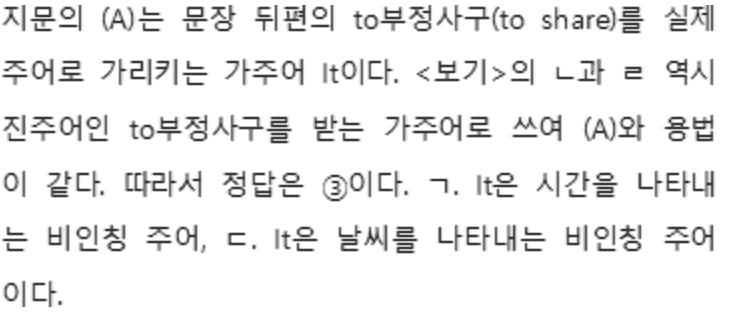 지문의 (A)는 문장 뒤편의 to부정사구(to share)를 실제
주어로 가리키는 가주어 It이다. <보기>의 ㄴ과 ㄹ 역시
진주어인 to부정사구를 받는 가주어로 쓰여 (A)와 용법
이 같다. 따라서 정답은 ③이다. ㄱ. It은 시간을 나타내
는 비인칭 주어, ㄷ. It은 날씨를 나타내는 비인칭 주어
이다.